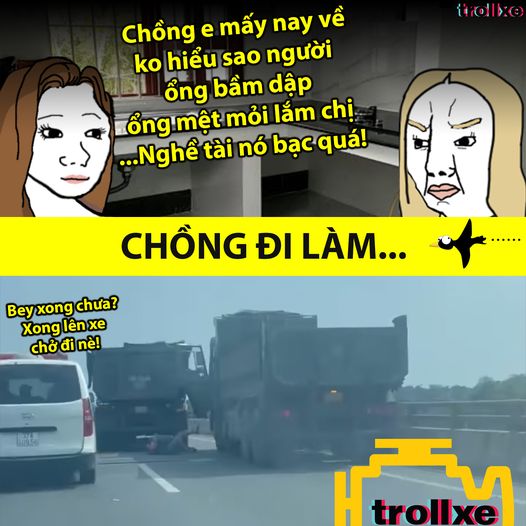 trollxe
Chồng e mấy nay về
ko hiểu sao người
ổng bầm dập
ổng mệt mỏi lắm chị
...Nghề tài nó bạc quá!
CHỒNG ĐI LÀM...
Bey xong chưa?
Xong lên xe
chở đi nè!
trollxe